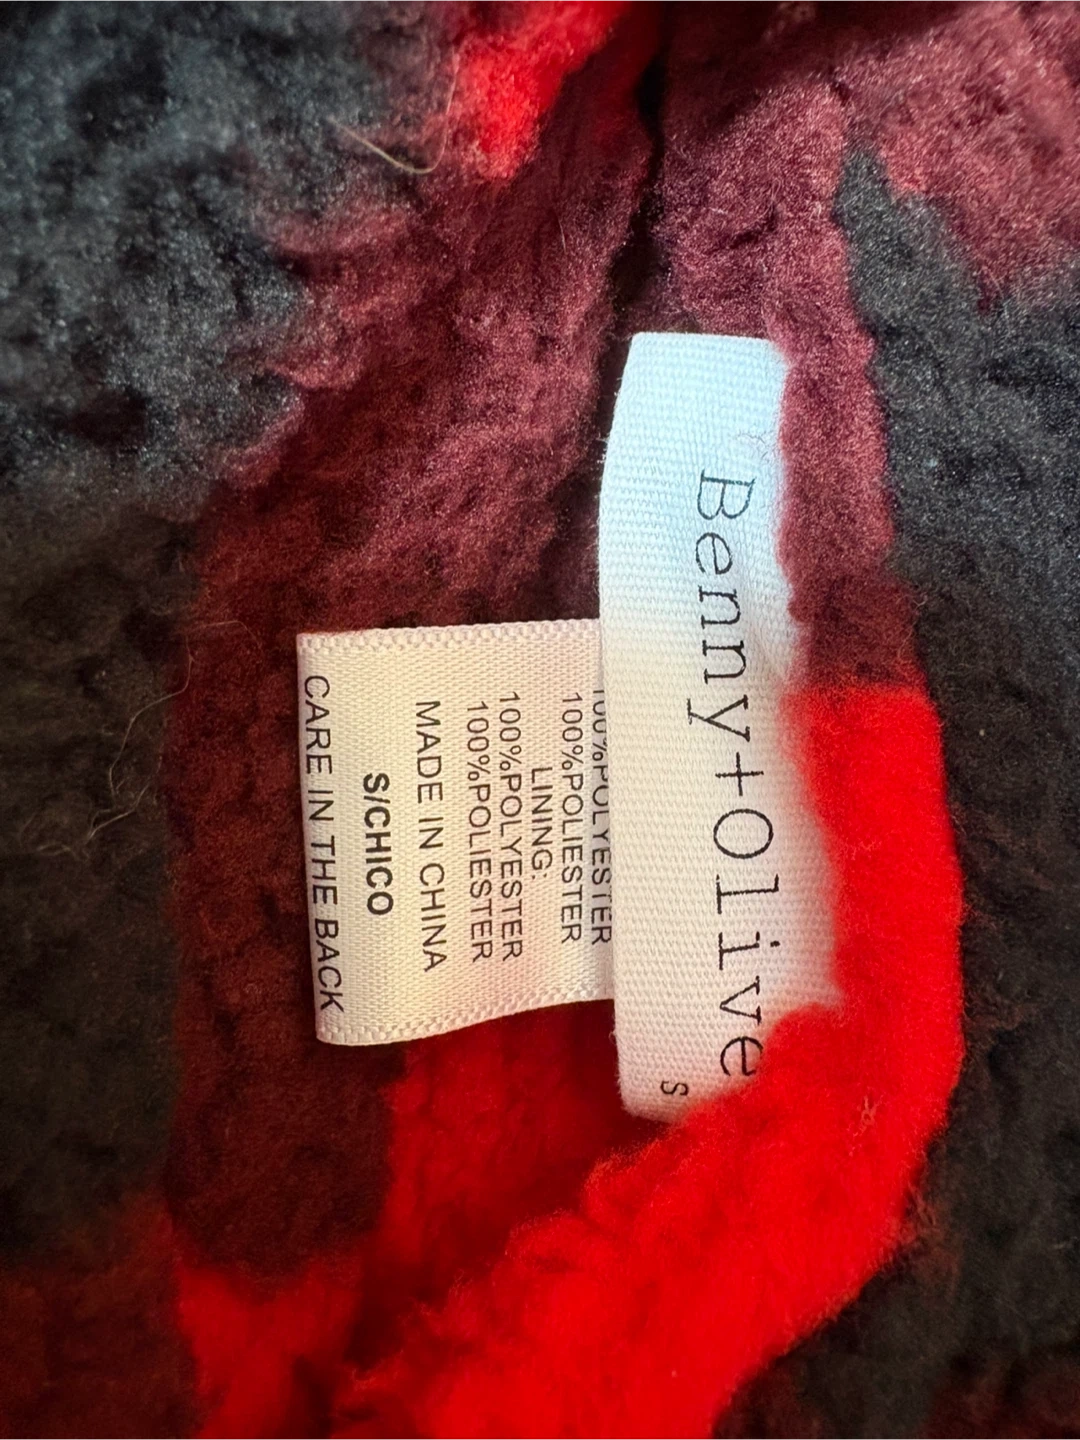 Benny+Olive
S
100%POLYESTER
100%POLIESTER
LINING:
100%POLYESTER
100%POLIESTER
MADE IN CHINA
S/CHICO
CARE IN THE BACK